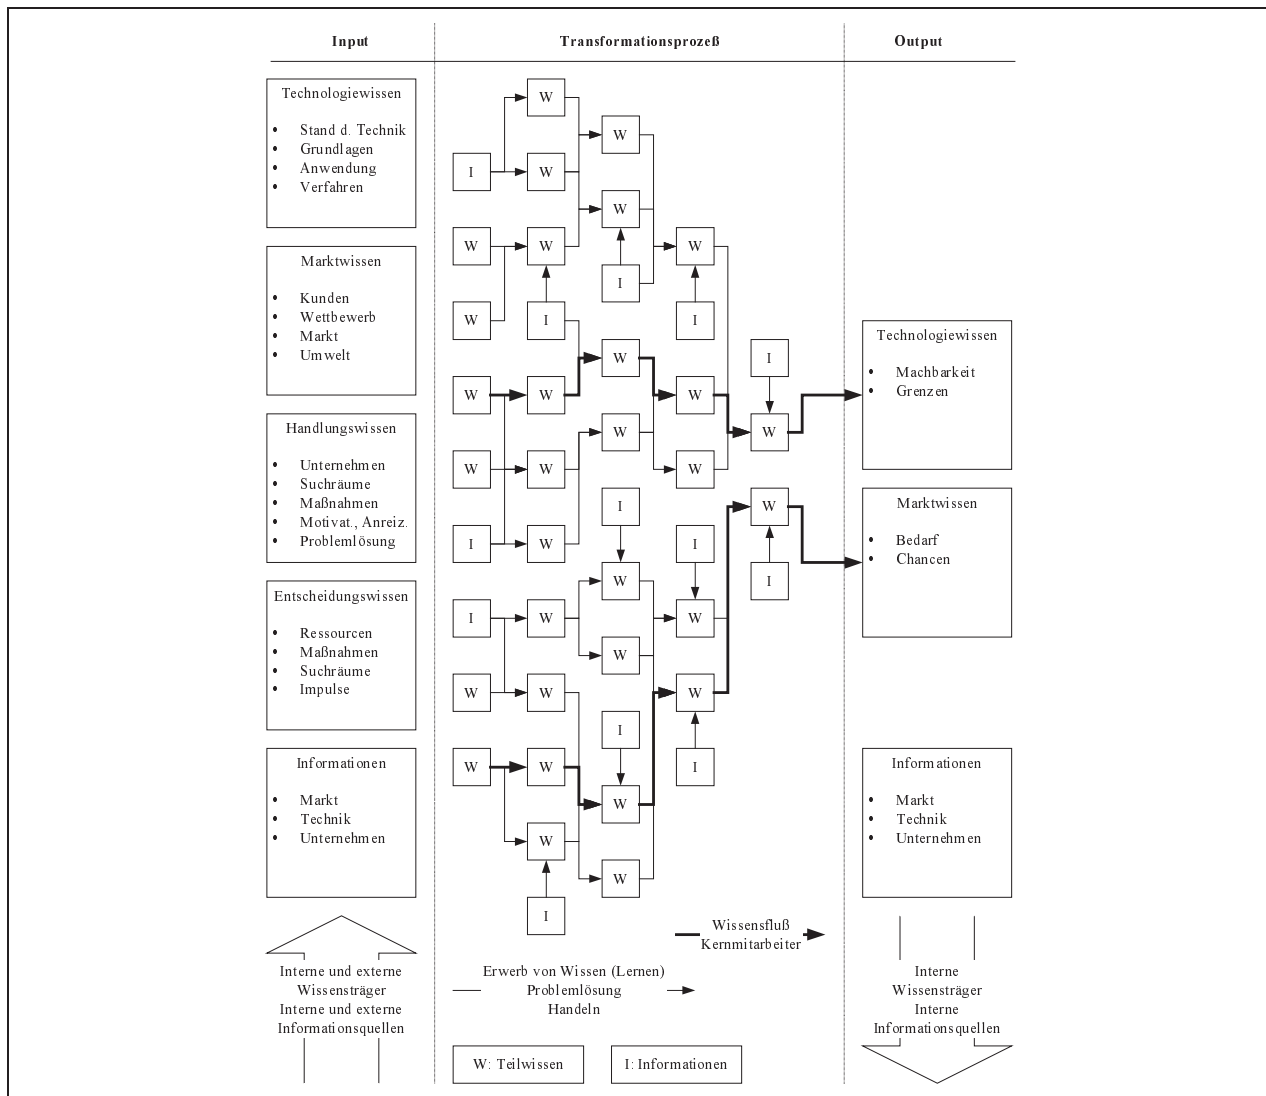 Input
Transformationsprozeß
Output
Technologiewissen
• Stand d. Technik
• Grundlagen
• Anwendung
• Verfahren
Marktwissen
• Kunden
• Wettbewerb
• Markt
• Umwelt
Handlungswissen
• Unternehmen
• Suchräume
• Maßnahmen
• Motivat., Anreiz.
• Problemlösung
Entscheidungswissen
• Ressourcen
• Maßnahmen
• Suchräume
• Impulse
Informationen
• Markt
• Technik
• Unternehmen
Interne und externe
Wissensträger
Interne und externe
Informationsquellen
W
W
I
W
W
W
W
W
I
W
I
I
I
W
I
W
W
W
W
W
W
W
W
W
I
W
I
I
W
W
I
W
I
W
W
W
W
W
W
I
W
W
I
W
W
W
I
W
I
Wissensfluß
Kernmitarbeiter
Erwerb von Wissen (Lernen)
Problemlösung
Handeln
W: Teilwissen
I: Informationen
Technologiewissen
• Machbarkeit
• Grenzen
Marktwissen
• Bedarf
• Chancen
Informationen
• Markt
• Technik
• Unternehmen
Interne
Wissensträger
Interne
Informationsquellen